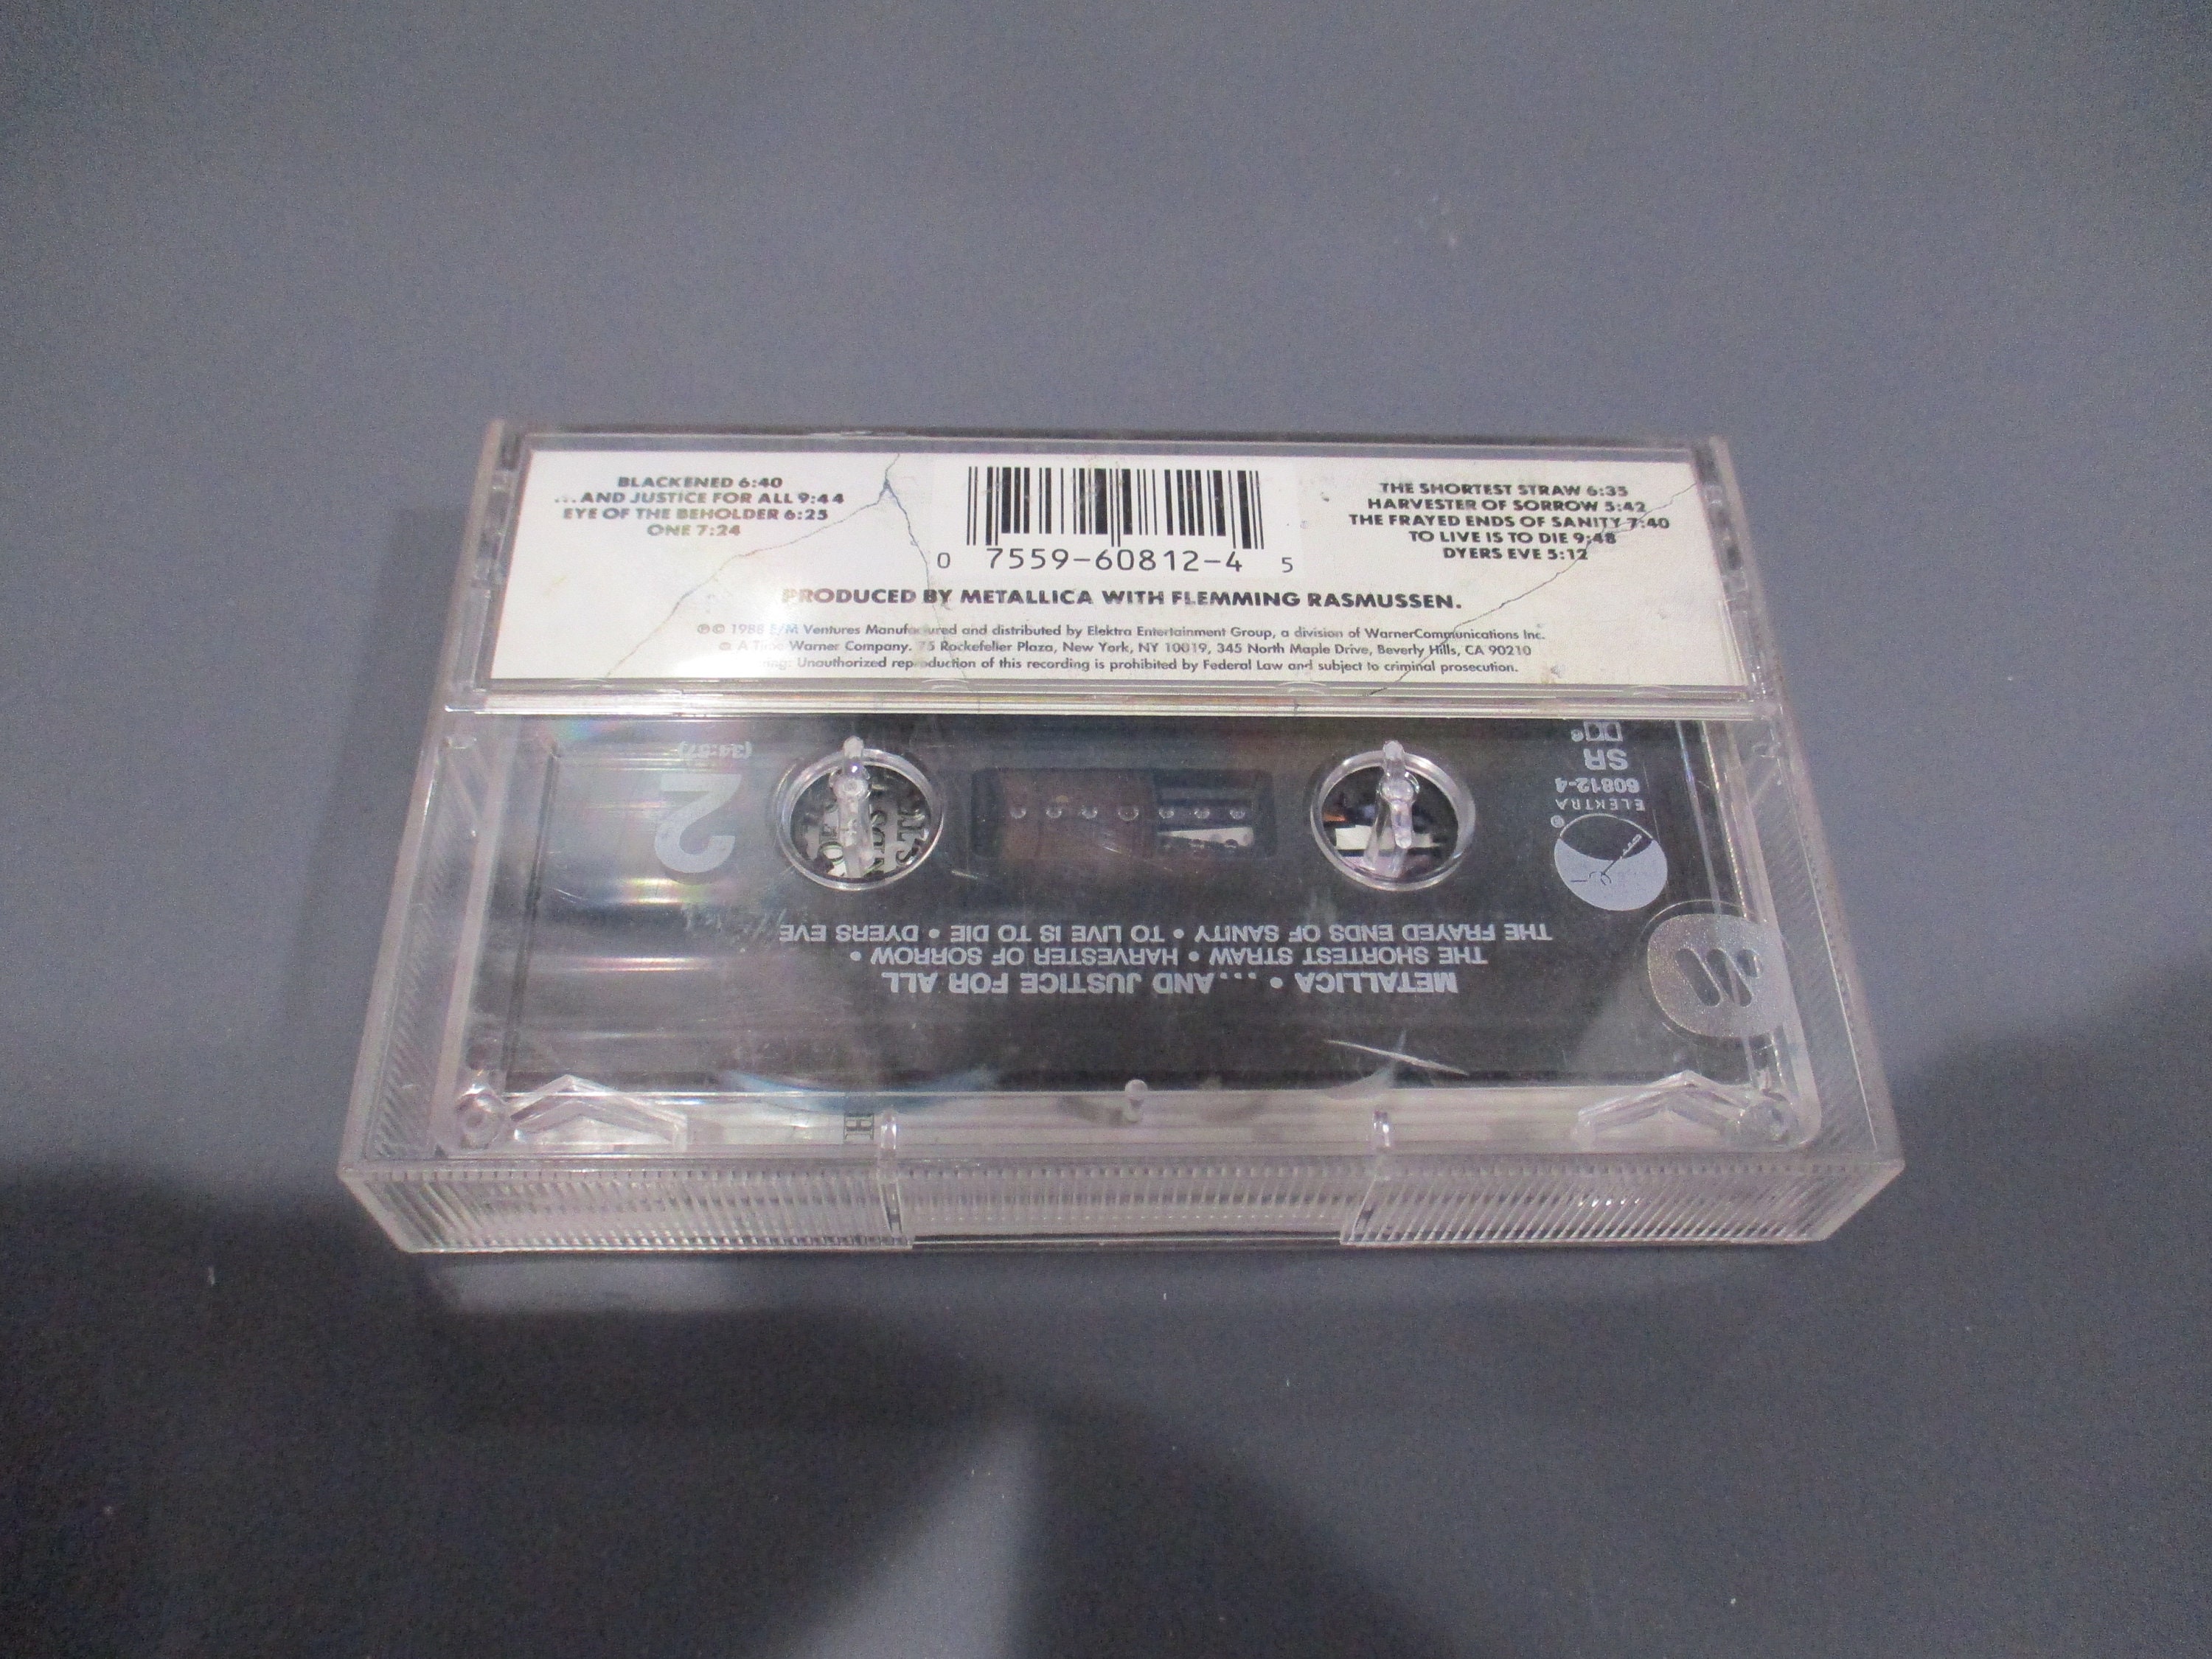 BLACKENED 6:40
...AND JUSTICE FOR ALL 9:44
EYE OF THE BEHOLDER 6:25
ONE 7:24
0 7559-60812-4 5
THE SHORTEST STRAW 6:35
HARVESTER OF SORROW 5:42
THE FRAYED ENDS OF SANITY 7:40
TO LIVE IS TO DIE 9:48
DYERS EVE 5:12
PRODUCED BY METALLICA WITH FLEMMING RASMUSSEN.
℗© 1988 E/M Ventures Manufactured and distributed by Elektra Entertainment Group, a division of WarnerCommunications Inc.
A Time Warner Company. 75 Rockefeller Plaza, New York, NY 10019, 345 North Maple Drive, Beverly Hills, CA 90210
Unauthorized reproduction of this recording is prohibited by Federal Law and subject to criminal prosecution.
METALLICA • ...AND JUSTICE FOR ALL
THE SHORTEST STRAW • HARVESTER OF SORROW •
THE FRAYED ENDS OF SANITY • TO LIVE IS TO DIE • DYERS EVE
ELEKTRA
60812-4
SR
2